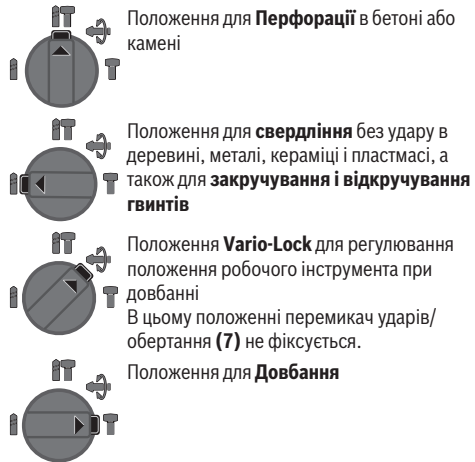 Положення для Перфорації в бетоні або
камені
Положення для свердління без удару в
деревині, металі, кераміці і пластмасі, а
також для закручування і відкручування
гвинтів
Положення Vario-Lock для регулювання
положення робочого інструмента при
довбанні
В цьому положенні перемикач ударів/
обертання (7) не фіксується.
Положення для Довбання